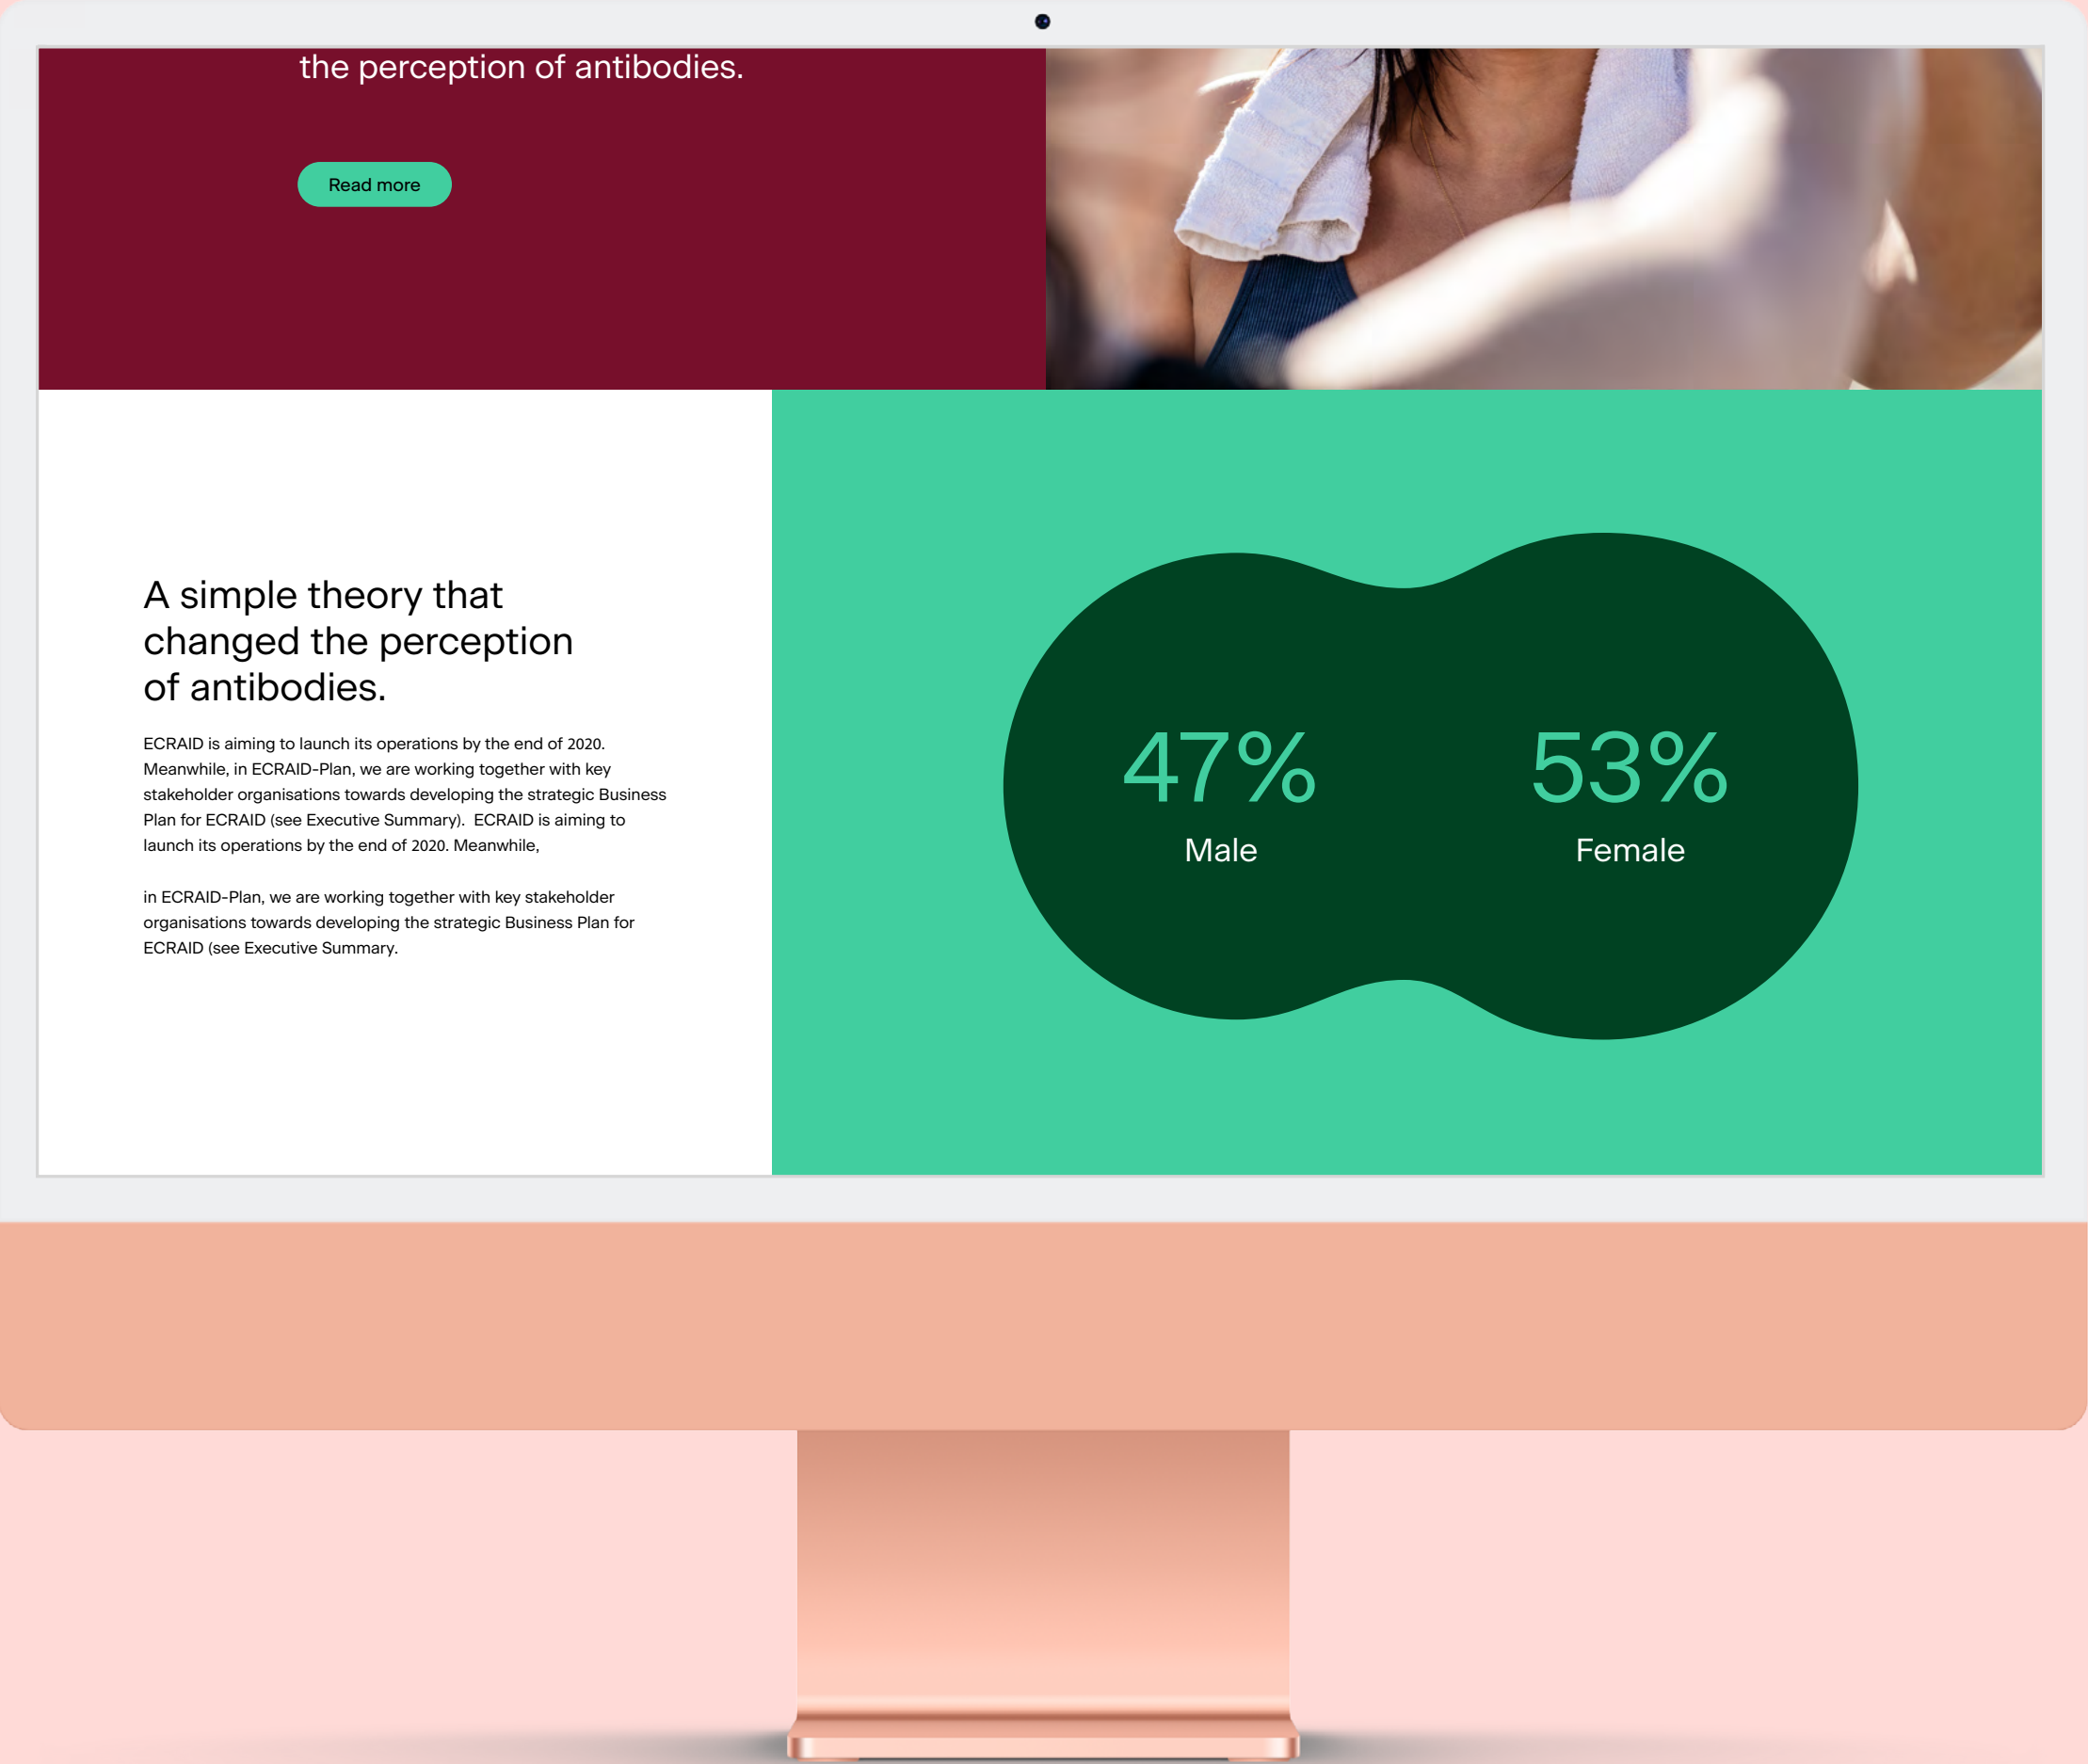 the perception of antibodies.
Read more
A simple theory that
changed the perception
of antibodies.
ECRAID is aiming to launch its operations by the end of 2020.
Meanwhile, in ECRAID-Plan, we are working together with key
stakeholder organisations towards developing the strategic Business
Plan for ECRAID (see Executive Summary).  ECRAID is aiming to
launch its operations by the end of 2020. Meanwhile,
in ECRAID-Plan, we are working together with key stakeholder
organisations towards developing the strategic Business Plan for
ECRAID (see Executive Summary.
47%
Male
53%
Female